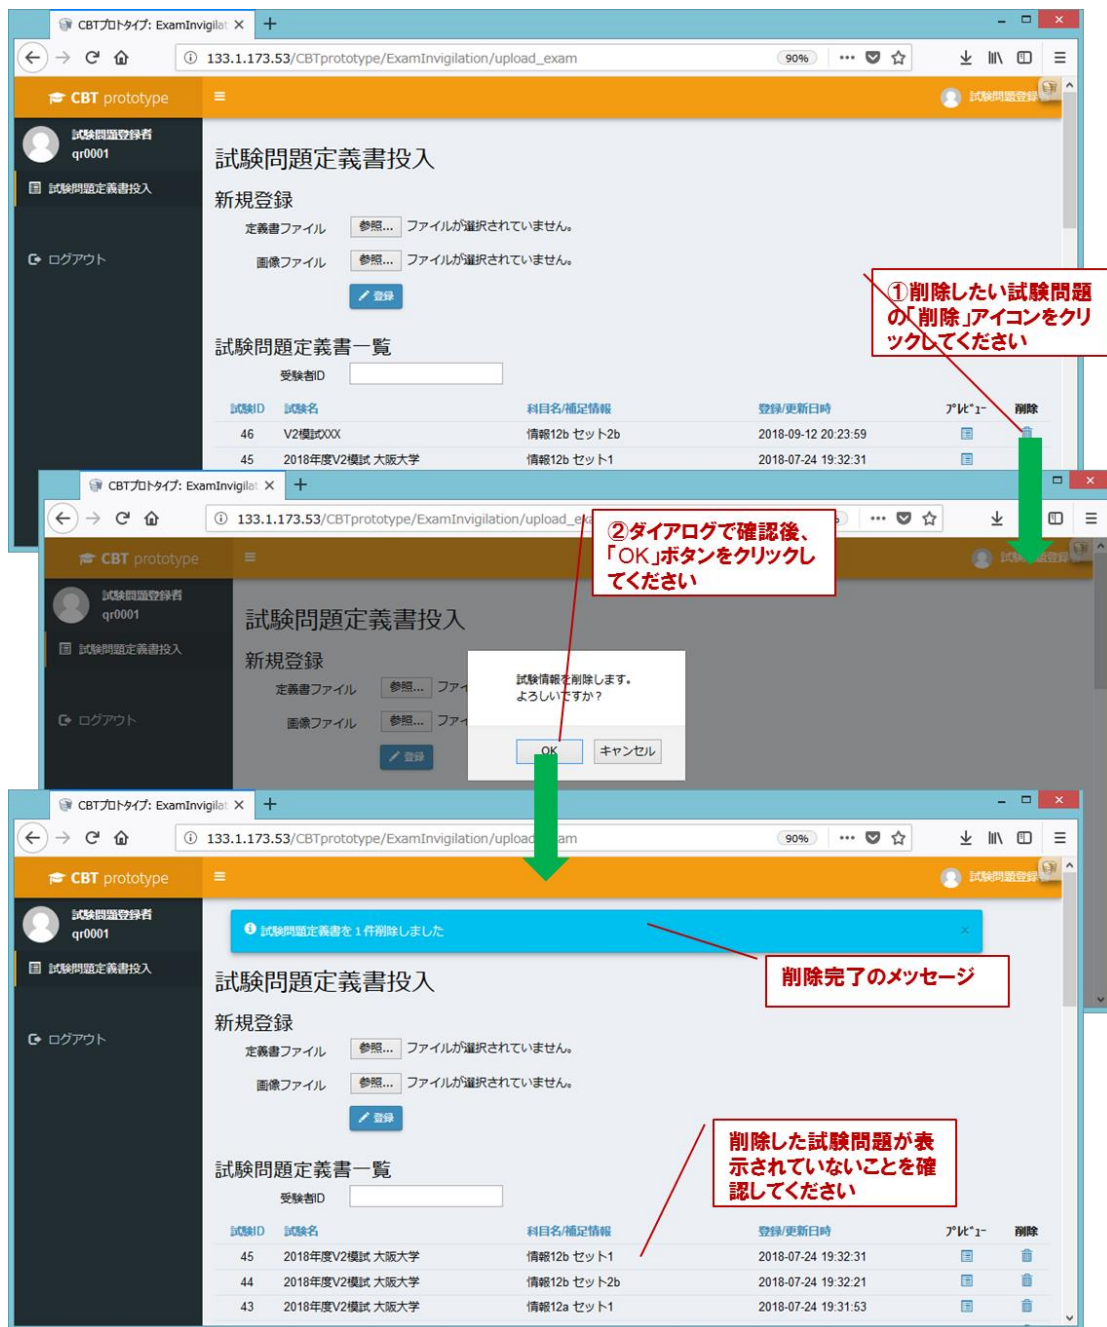 CBTプロトタイプ: ExamInvigilat
133.1.173.53/CBTprototype/ExamInvigilation/upload_exam
90%
CBT prototype
試験問題登録
試験問題登録者
qr0001
試験問題定義書投入
ログアウト
試験問題定義書投入
新規登録
定義書ファイル 参照... ファイルが選択されていません。
画像ファイル 参照... ファイルが選択されていません。
登録
①削除したい試験問題
の「削除」アイコンをクリ
ックしてください
試験問題定義書一覧
受験者ID
試験ID 試験名 科目名/補足情報 登録/更新日時 プレビュー 削除
46 V2模試XXX 情報12b セット2b 2018-09-12 20:23:59
45 2018年度V2模試 大阪大学 情報12b セット1 2018-07-24 19:32:31
CBTプロトタイプ: ExamInvigilat
133.1.173.53/CBTprototype/ExamInvigilation/upload_ex
②ダイアログで確認後、
「OK」ボタンをクリックし
てください
CBT prototype
試験問題登録者
qr0001
試験問題定義書投入
ログアウト
試験問題定義書投入
新規登録
定義書ファイル 参照... ファイ
画像ファイル 参照... ファイ
登録
試験情報を削除します。
よろしいですか？
OK キャンセル
CBTプロトタイプ: ExamInvigilat
133.1.173.53/CBTprototype/ExamInvigilation/upload_exam
90%
CBT prototype
試験問題登録
試験問題登録者
qr0001
試験問題定義書投入
ログアウト
試験問題定義書を1件削除しました
削除完了のメッセージ
試験問題定義書投入
新規登録
定義書ファイル 参照... ファイルが選択されていません。
画像ファイル 参照... ファイルが選択されていません。
登録
削除した試験問題が表
示されていないことを確
認してください
試験問題定義書一覧
受験者ID
試験ID 試験名 科目名/補足情報 登録/更新日時 プレビュー 削除
45 2018年度V2模試 大阪大学 情報12b セット1 2018-07-24 19:32:31
44 2018年度V2模試 大阪大学 情報12b セット2b 2018-07-24 19:32:21
43 2018年度V2模試 大阪大学 情報12a セット1 2018-07-24 19:31:53